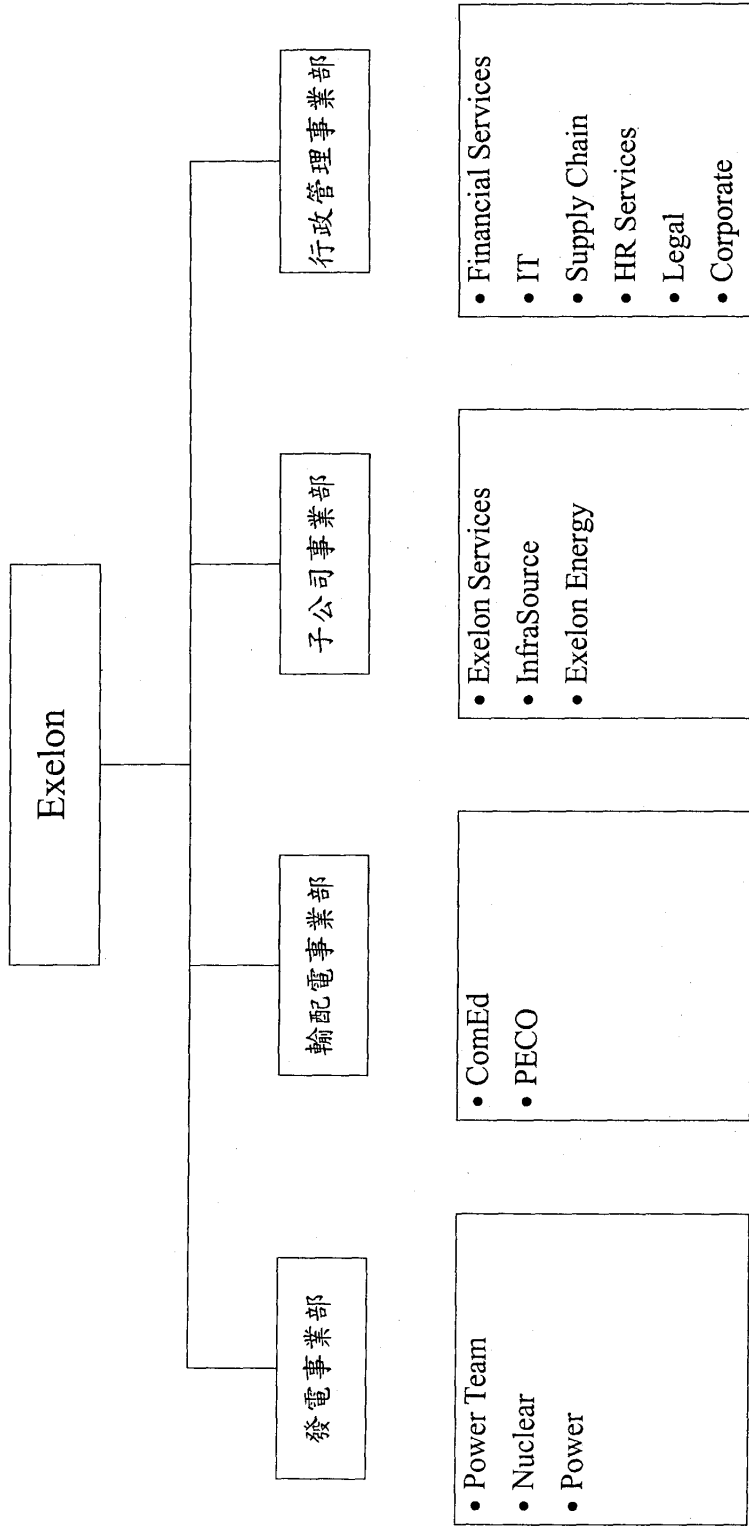 Exelon
發電事業部
輸配電事業部
子公司事業部
行政管理事業部
• Power Team
• Nuclear
• Power
• ComEd
• PECO
• Exelon Services
• InfraSource
• Exelon Energy
• Financial Services
• IT
• Supply Chain
• HR Services
• Legal
• Corporate